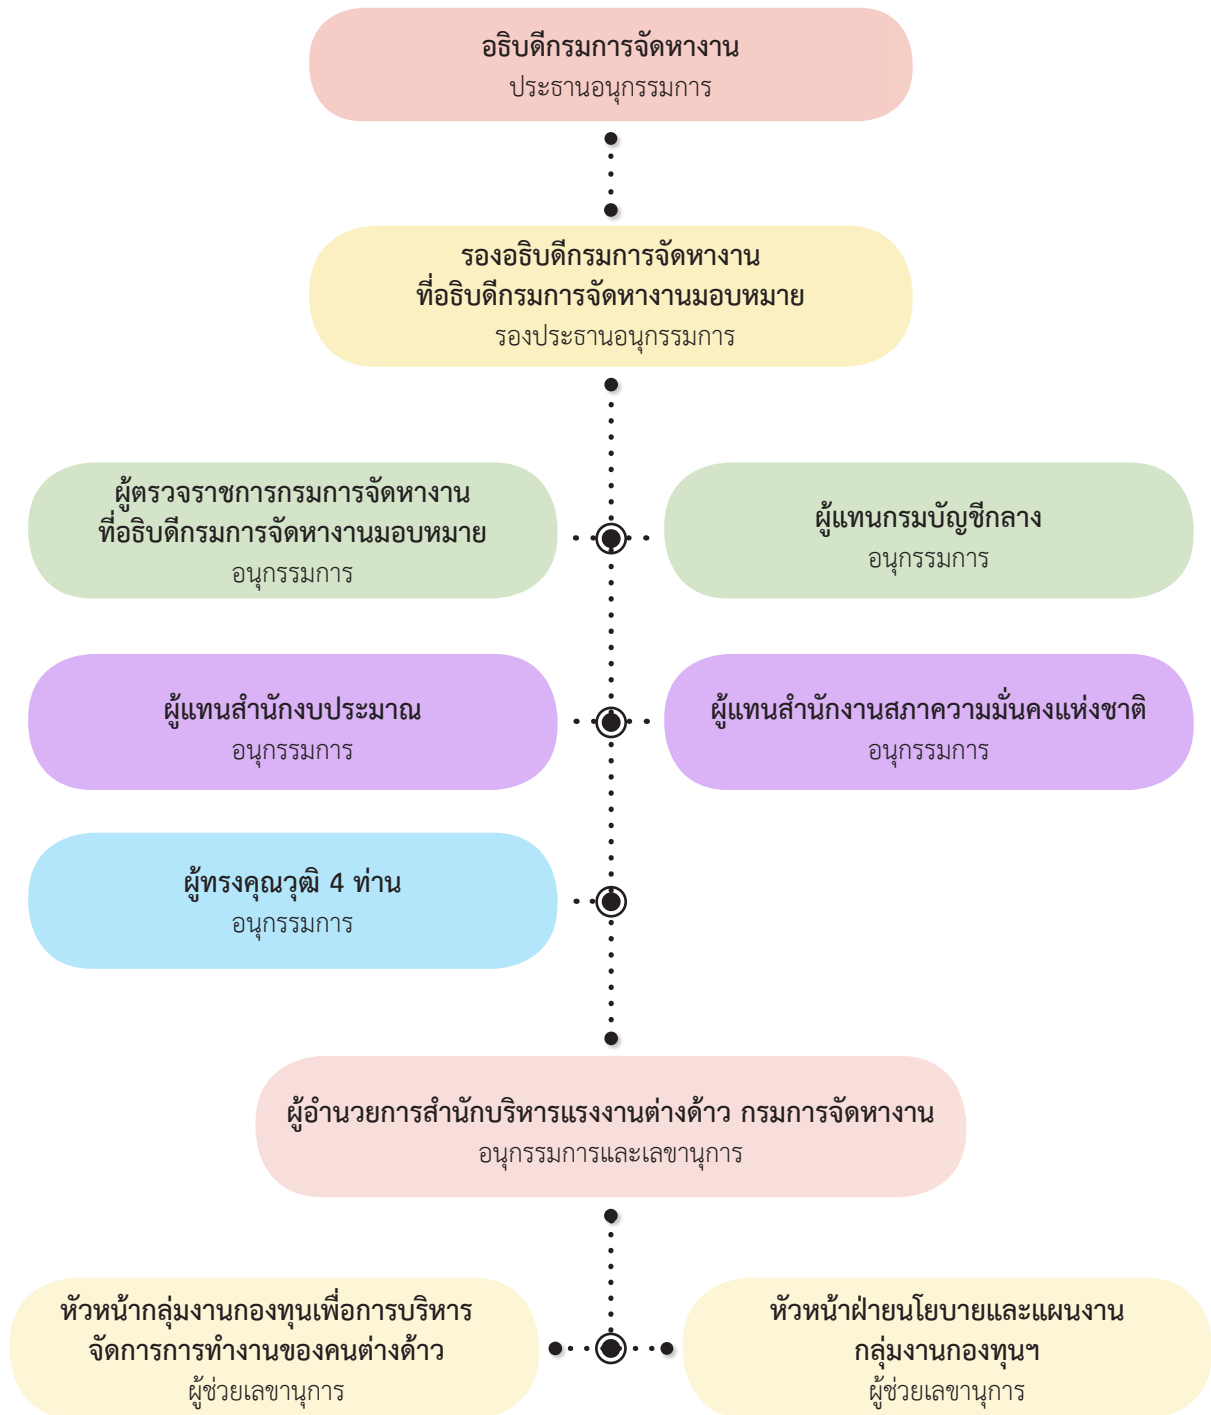 อธิบดีกรมการจัดหางาน
ประธานอนุกรรมการ
รองอธิบดีกรมการจัดหางาน
ที่อธิบดีกรมการจัดหางานมอบหมาย
รองประธานอนุกรรมการ
ผู้ตรวจราชการกรมการจัดหางาน
ที่อธิบดีกรมการจัดหางานมอบหมาย
อนุกรรมการ
ผู้แทนกรมบัญชีกลาง
อนุกรรมการ
ผู้แทนสำนักงบประมาณ
อนุกรรมการ
ผู้แทนสำนักงานสภาความมั่นคงแห่งชาติ
อนุกรรมการ
ผู้ทรงคุณวุฒิ 4 ท่าน
อนุกรรมการ
ผู้อำนวยการสำนักบริหารแรงงานต่างด้าว กรมการจัดหางาน
อนุกรรมการและเลขานุการ
หัวหน้ากลุ่มงานกองทุนเพื่อการบริหาร
จัดการการทำงานของคนต่างด้าว
ผู้ช่วยเลขานุการ
หัวหน้าฝ่ายนโยบายและแผนงาน
กลุ่มงานกองทุนฯ
ผู้ช่วยเลขานุการ